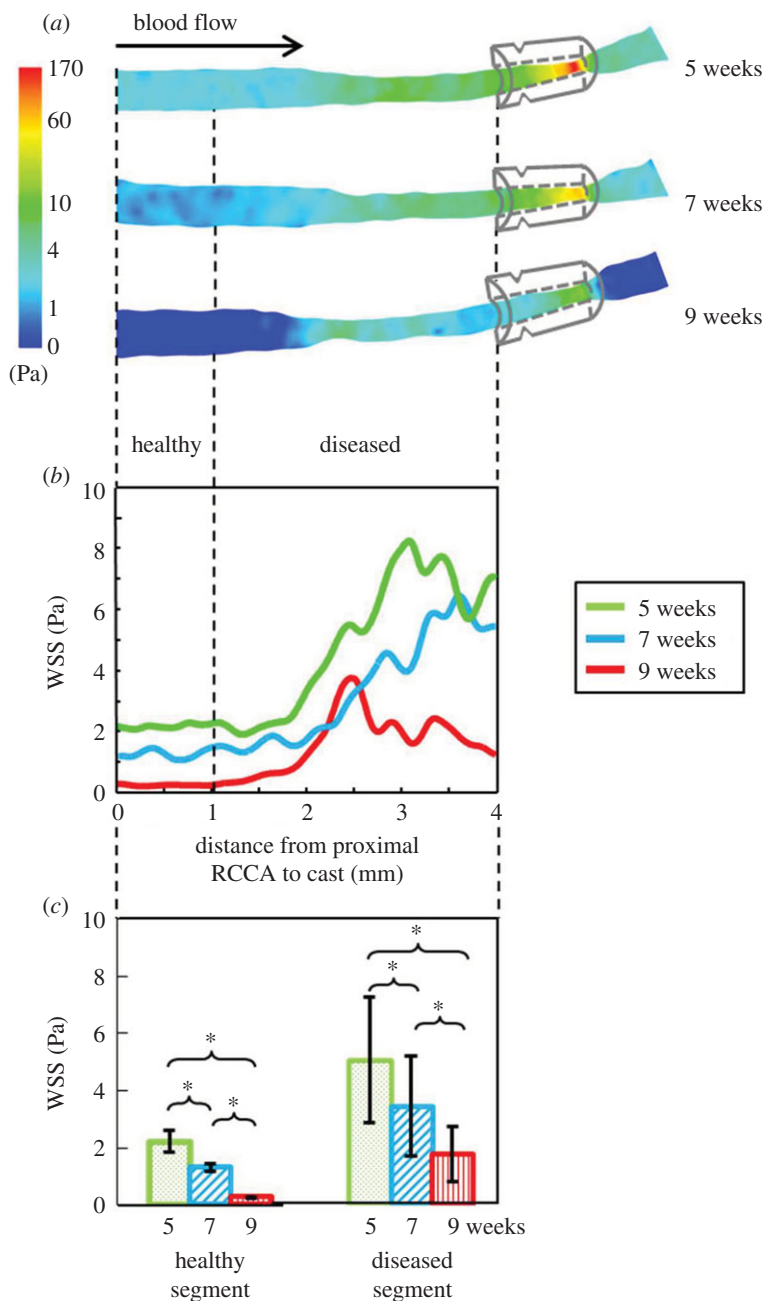 (a)
blood flow
170
60
10
4
1
0
(Pa)
5 weeks
7 weeks
9 weeks
healthy
diseased
(b)
10
8
6
4
2
0
WSS (Pa)
0 1 2 3 4
distance from proximal
RCCA to cast (mm)
5 weeks
7 weeks
9 weeks
(c)
10
8
6
4
2
0
WSS (Pa)
* * *
* * *
5 7 9 5 7 9 weeks
healthy
segment
diseased
segment